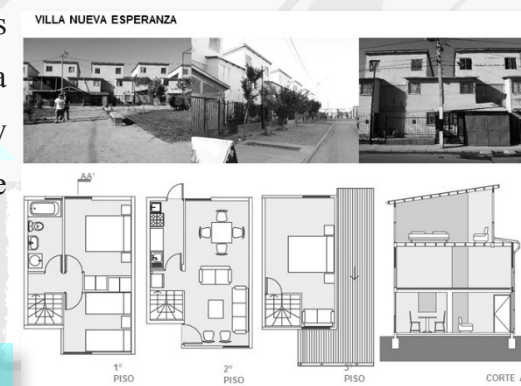 s
VILLA NUEVA ESPERANZA
a
y
e
AA'
1°
PISO
2°
PISO
3°
PISO
CORTE A